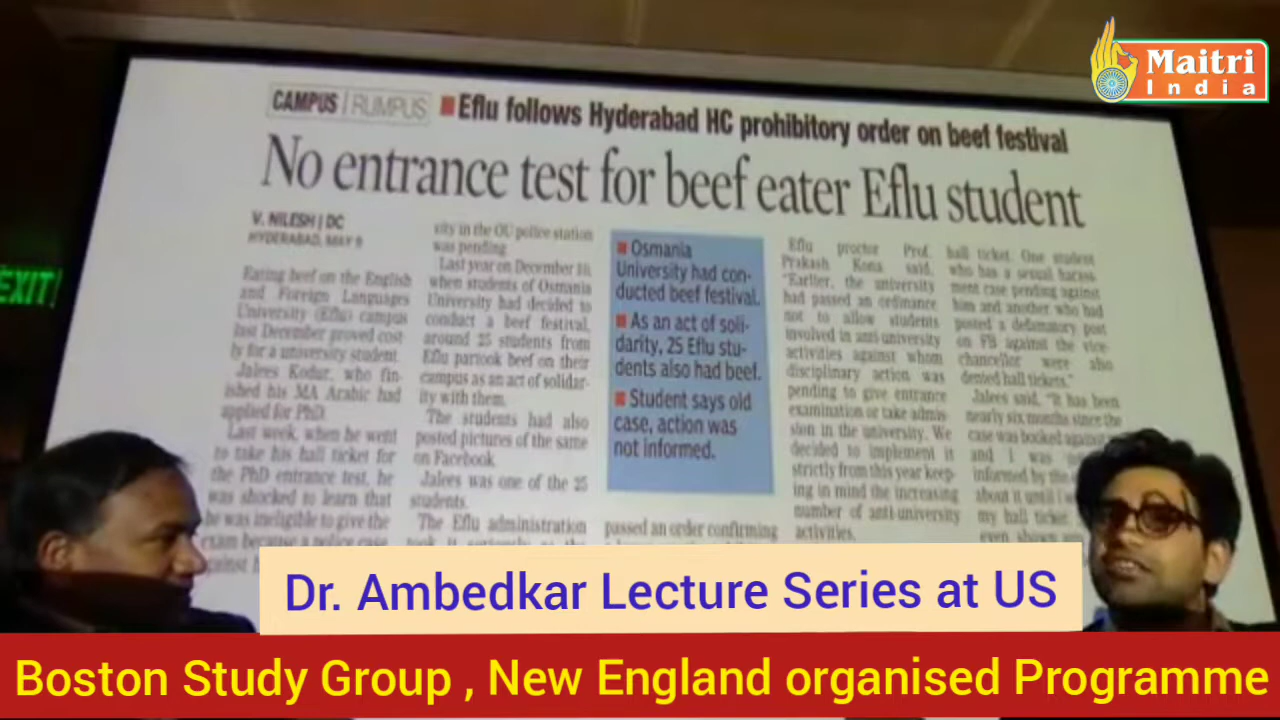 Maitri
India
CAMPUS | RUMPUS ■ Eflu follows Hyderabad HC prohibitory order on beef festival
No entrance test for beef eater Eflu student
V. NILESH | DC
HYDERABAD, MAY 9
Eating beef on the English
and Foreign Languages
University (Eflu) campus
last December proved cost-
ly for a university student.
Jalees Kodur, who fin-
ished his MA Arabic had
applied for PhD.
Last week, when he went
to take his hall ticket for
the PhD entrance test, he
was shocked to learn that
he was ineligible to give the
exam because a police case
sity in the OU police station
was pending.
Last year on December 10,
when students of Osmania
University had decided to
conduct a beef festival,
around 25 students from
Eflu partook beef on their
campus as an act of solidar-
ity with them.
The students had also
posted pictures of the same
on Facebook.
Jalees was one of the 25
students.
The Eflu administration
■ Osmania
University had con-
ducted beef festival.
■ As an act of soli-
darity, 25 Eflu stu-
dents also had beef.
■ Student says old
case, action was
not informed.
passed an order confirming
Eflu proctor Prof.
Prakash Kona said,
"Earlier, the university
had passed an ordinance
not to allow students
involved in anti-university
activities against whom
disciplinary action was
pending to give entrance
examination or take admis-
sion in the university. We
decided to implement it
strictly from this year keep-
ing in mind the increasing
number of anti-university
activities.
hall ticket. One student
who has a sexual harass-
ment case pending against
him and another who had
posted a defamatory post
on FB against the vice-
chancellor were also
denied hall tickets."
Jalees said, "It has been
nearly six months since the
case was booked against
and I was
informed by
about it until I
my hall ticket.
even shown
EXIT
Dr. Ambedkar Lecture Series at US
Boston Study Group , New England organised Programme